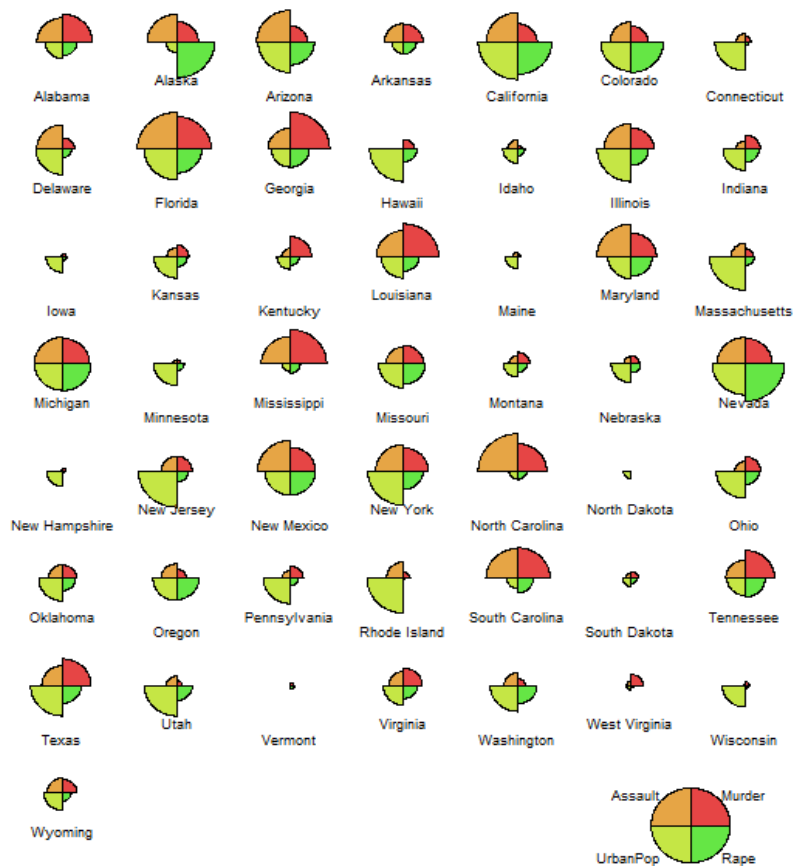 Alabama
Alaska
Arizona
Arkansas
California
Colorado
Connecticut
Delaware
Florida
Georgia
Hawaii
Idaho
Illinois
Indiana
Iowa
Kansas
Kentucky
Louisiana
Maine
Maryland
Massachusetts
Michigan
Minnesota
Mississippi
Missouri
Montana
Nebraska
Nevada
New Hampshire
New Jersey
New Mexico
New York
North Carolina
North Dakota
Ohio
Oklahoma
Oregon
Pennsylvania
Rhode Island
South Carolina
South Dakota
Tennessee
Texas
Utah
Vermont
Virginia
Washington
West Virginia
Wisconsin
Wyoming
Assault
Murder
UrbanPop
Rape